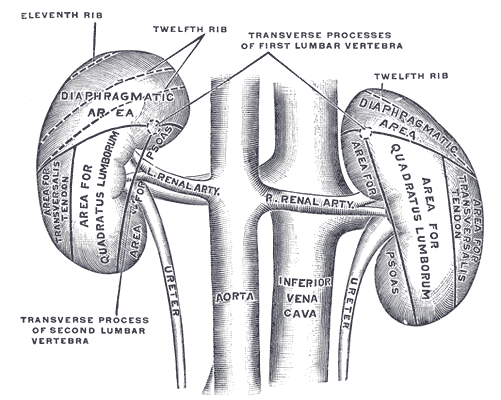 ELEVENTH RIB
TWELFTH RIB
TRANSVERSE PROCESSES
OF FIRST LUMBAR VERTEBRA
TWELFTH RIB
DIAPHRAGMATIC
AREA
PSOAS
AREA FOR
AREA FOR
TRANSVERSALIS
TENDON
AREA FOR
QUADRATUS LUMBORUM
L. RENAL ARTY.
R. RENAL ARTY.
DIAPHRAGMATIC
AREA
AREA FOR
PSOAS
AREA FOR
QUADRATUS LUMBORUM
AREA FOR
TRANSVERSALIS
TENDON
URETER
AORTA
INFERIOR
VENA
CAVA
URETER
TRANSVERSE PROCESS
OF SECOND LUMBAR
VERTEBRA